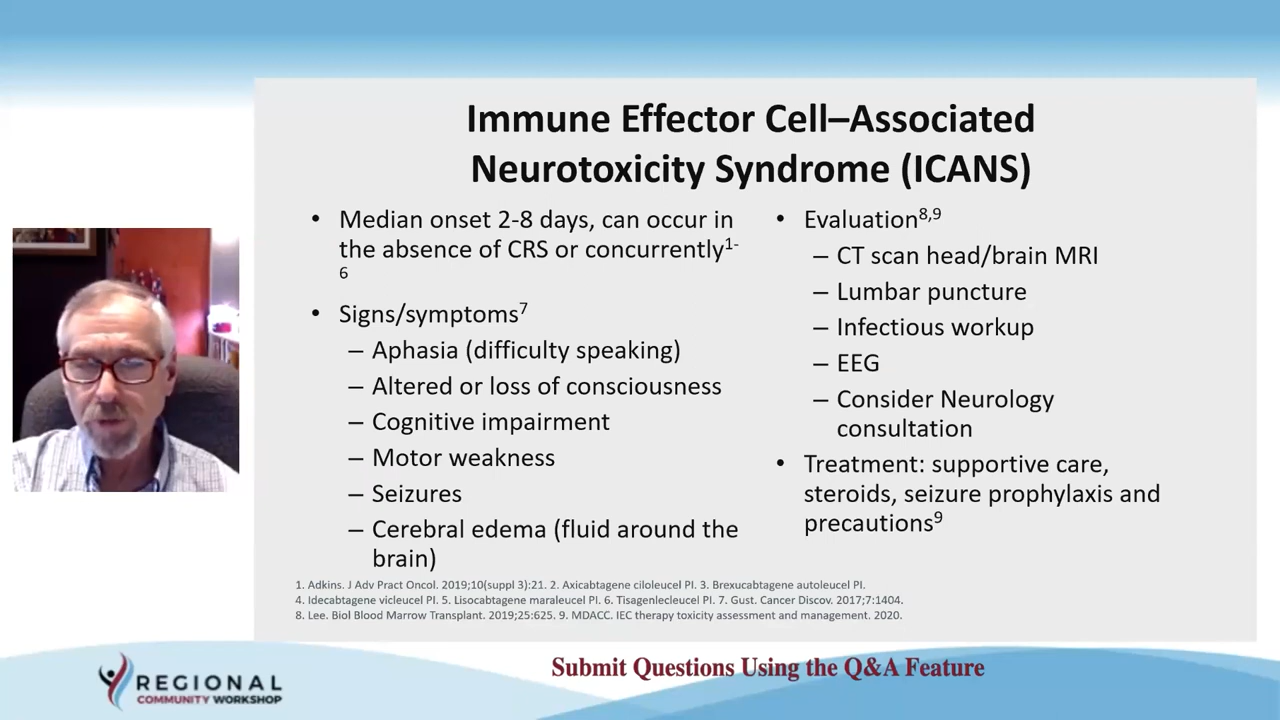 Immune Effector Cell–Associated
Neurotoxicity Syndrome (ICANS)
• Median onset 2-8 days, can occur in
the absence of CRS or concurrently1-
6
• Signs/symptoms7
– Aphasia (difficulty speaking)
– Altered or loss of consciousness
– Cognitive impairment
– Motor weakness
– Seizures
– Cerebral edema (fluid around the
brain)
• Evaluation8,9
– CT scan head/brain MRI
– Lumbar puncture
– Infectious workup
– EEG
– Consider Neurology
consultation
• Treatment: supportive care,
steroids, seizure prophylaxis and
precautions9
1. Adkins. J Adv Pract Oncol. 2019;10(suppl 3):21. 2. Axicabtagene ciloleucel PI. 3. Brexucabtagene autoleucel PI.
4. Idecabtagene vicleucel PI. 5. Lisocabtagene maraleucel PI. 6. Tisagenlecleucel PI. 7. Gust. Cancer Discov. 2017;7:1404.
8. Lee. Biol Blood Marrow Transplant. 2019;25:625. 9. MDACC. IEC therapy toxicity assessment and management. 2020.
REGIONAL
COMMUNITY WORKSHOP
Submit Questions Using the Q&A Feature